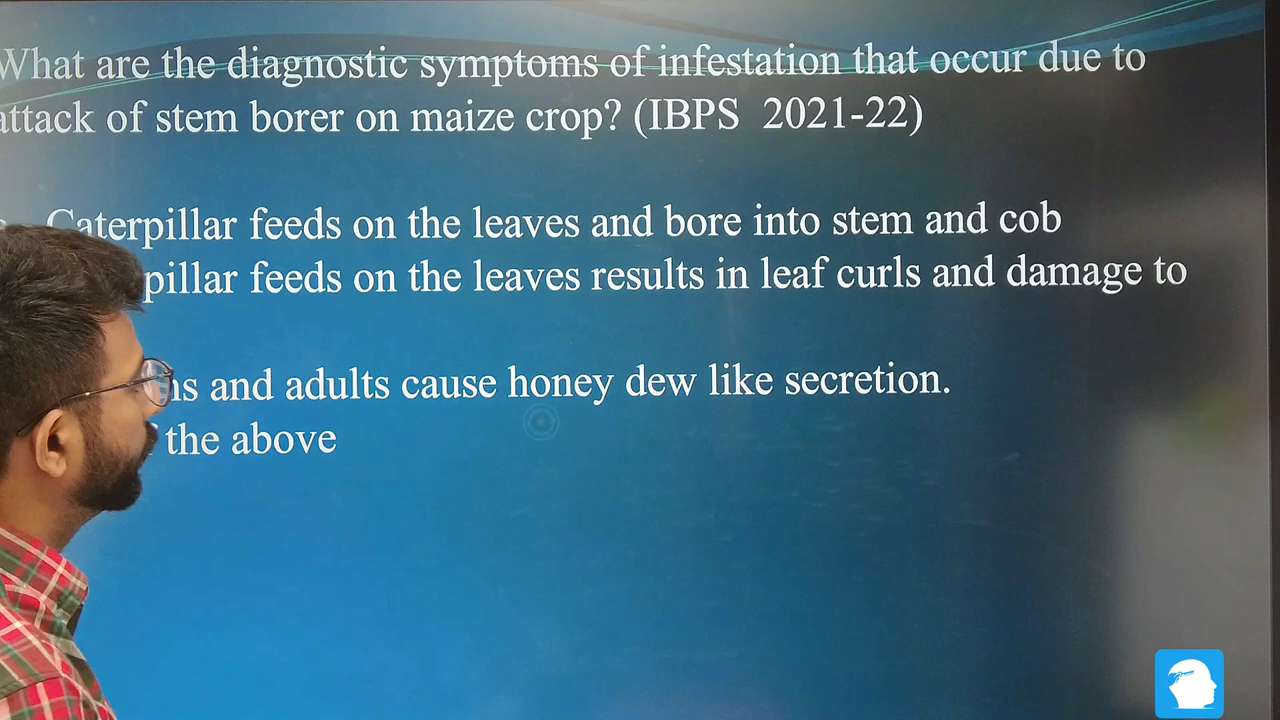 What are the diagnostic symptoms of infestation that occur due to
attack of stem borer on maize crop? (IBPS 2021-22)
Caterpillar feeds on the leaves and bore into stem and cob
pillar feeds on the leaves results in leaf curls and damage to
and adults cause honey dew like secretion.
the above